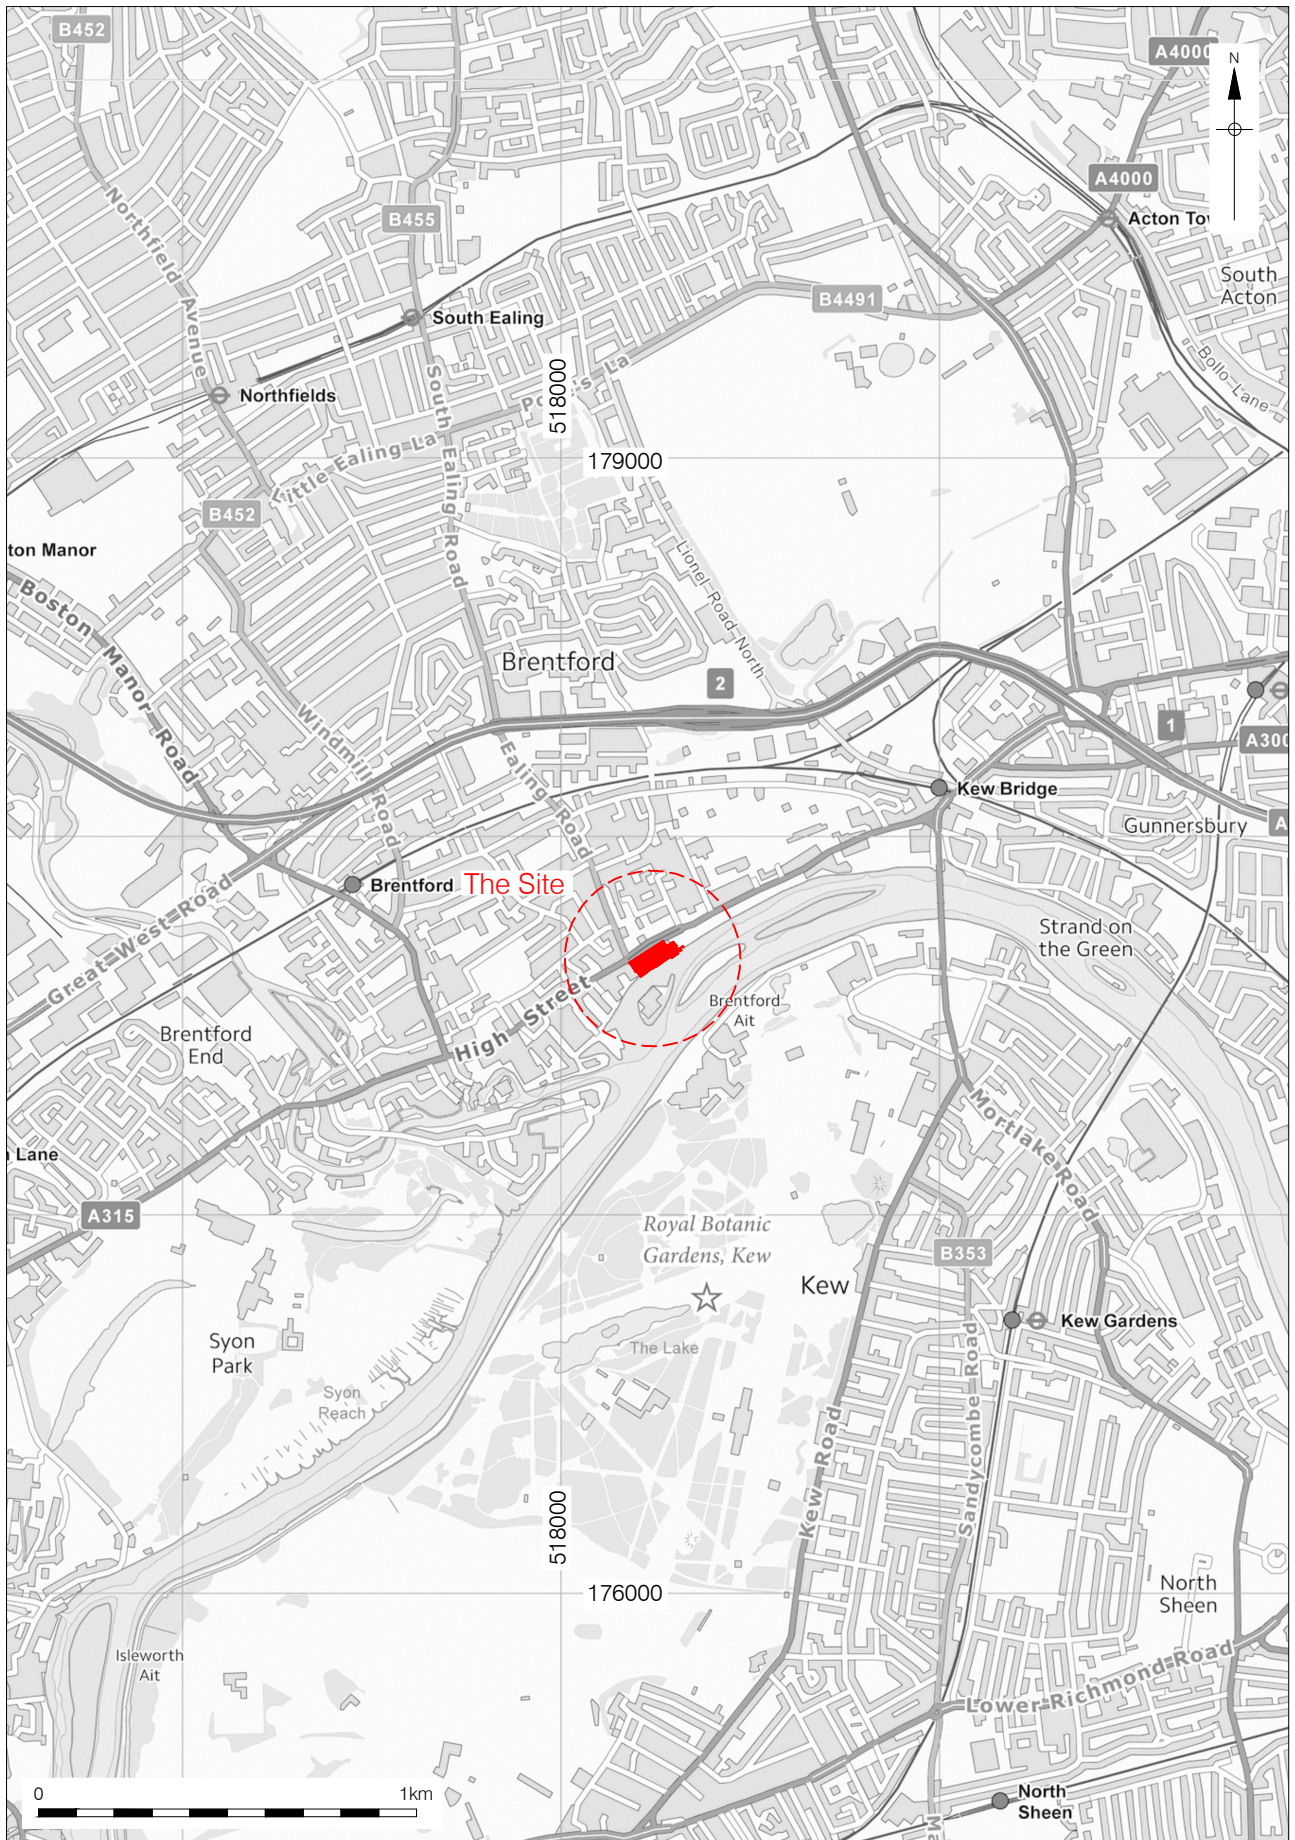 B452
A4000
N
A4000
B455
Acton To
South
Acton
Northfield Avenue
B4491
South Ealing
Bollo Lane
Northfields
518000
Little Ealing La
South Ealing Road
179000
B452
ton Manor
Lionel Road North
Boston Manor Road
Brentford
2
Windmill Road
1
A300
Ealing Road
Kew Bridge
Gunnersbury
A
Brentford
The Site
Great West Road
Strand on
the Green
High Street
Brentford
Ait
Brentford
End
Mortlake Road
Lane
A315
Royal Botanic
Gardens, Kew
B353
Kew
Kew Gardens
Syon
Park
The Lake
Syon
Reach
Sandycombe Road
Kew Road
518000
176000
North
Sheen
Isleworth
Ait
Lower Richmond Road
0
1km
North
Sheen